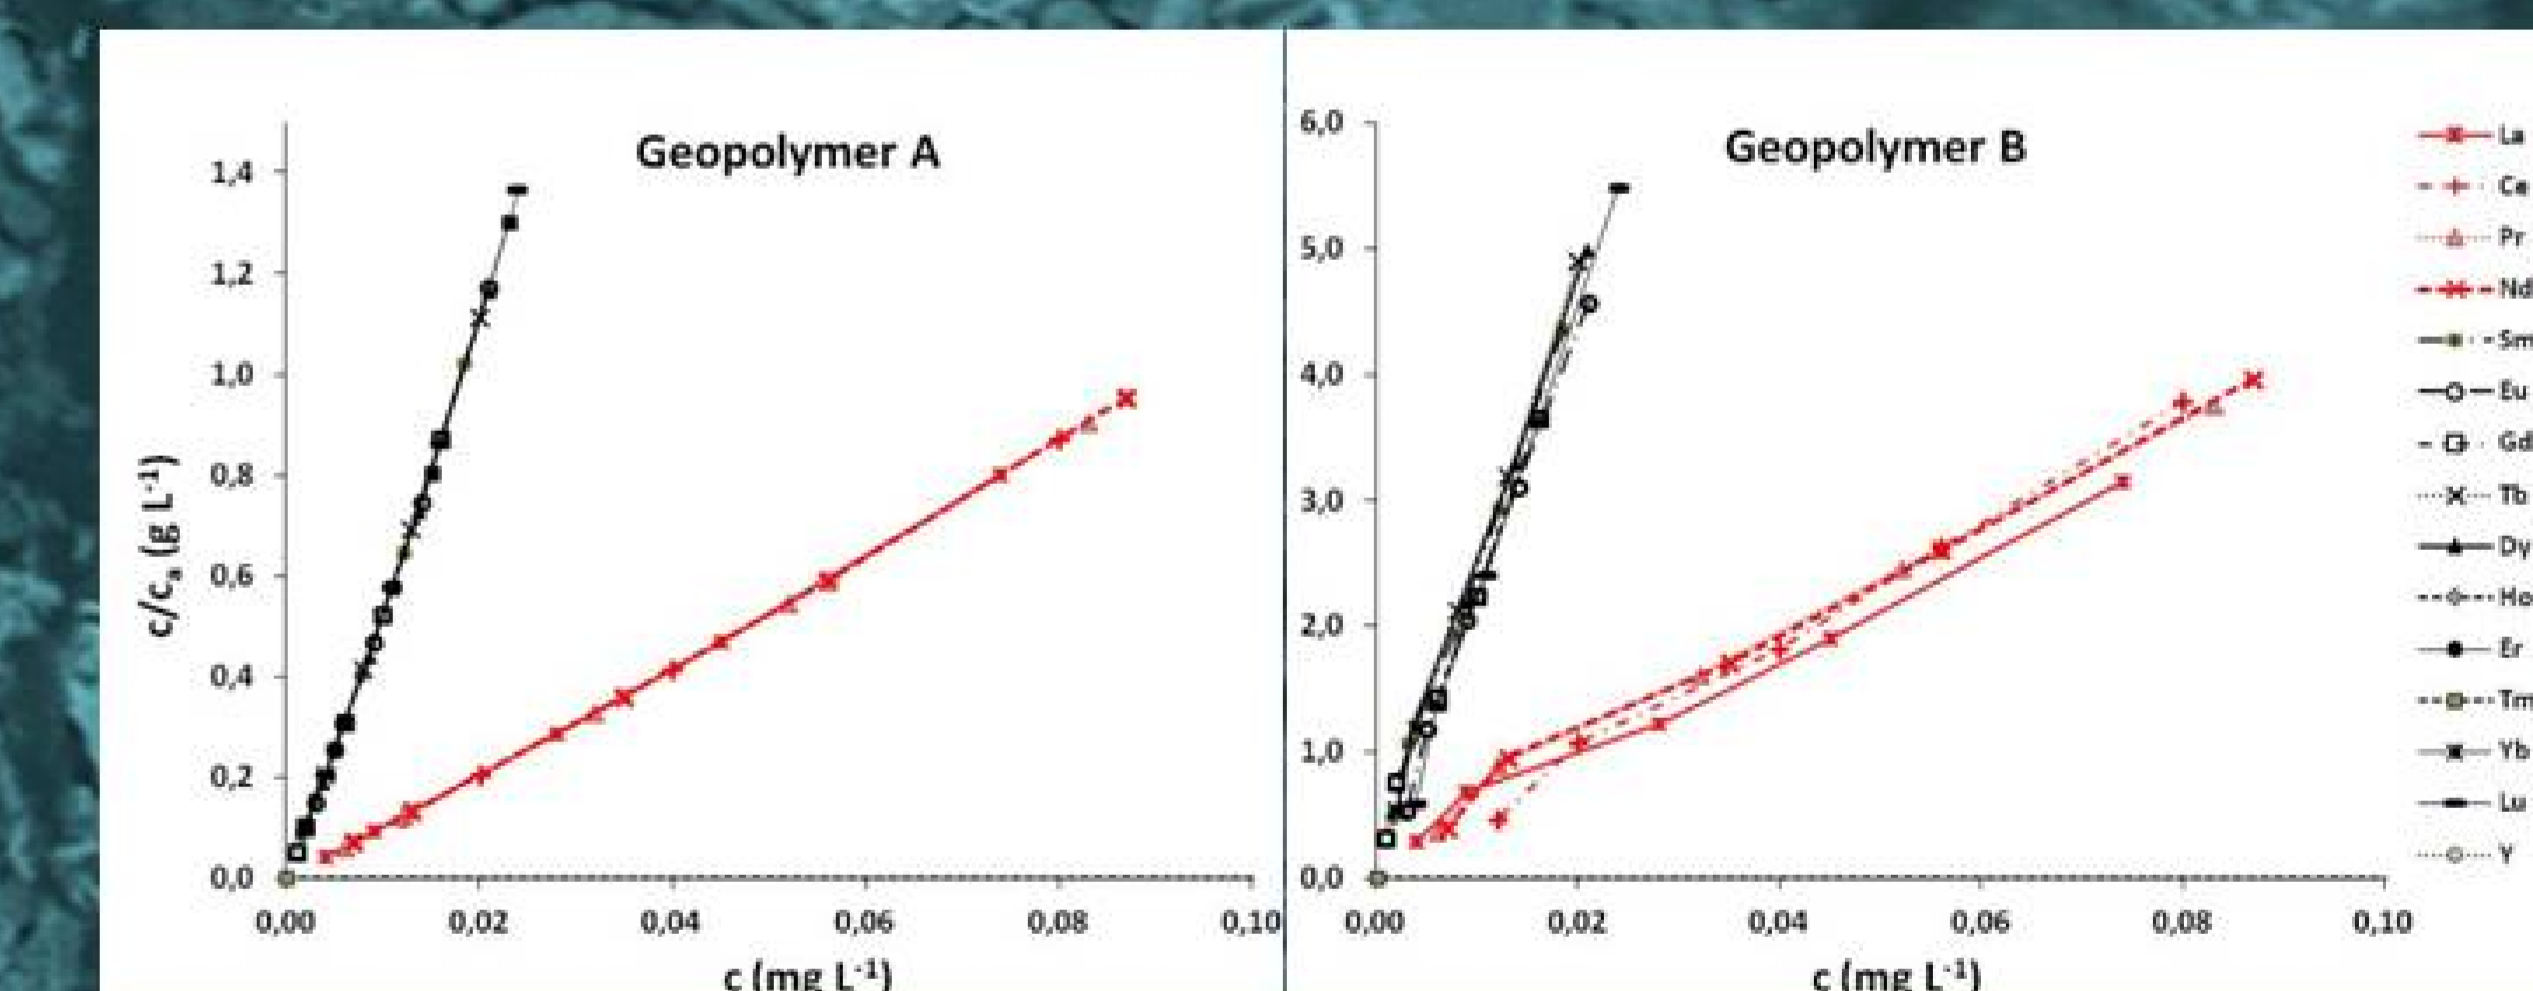 Geopolymer A
1,4
1,2
1,0
0,8
0,6
0,4
0,2
0,0
c/cₐ (g L⁻¹)
0,00 0,02 0,04 0,06 0,08 0,10
c (mg L⁻¹)
Geopolymer B
6,0
5,0
4,0
3,0
2,0
1,0
0,0
0,00 0,02 0,04 0,06 0,08 0,10
c (mg L⁻¹)
La
Ce
Pr
Nd
Sm
Eu
Gd
Tb
Dy
Ho
Er
Tm
Yb
Lu
Y